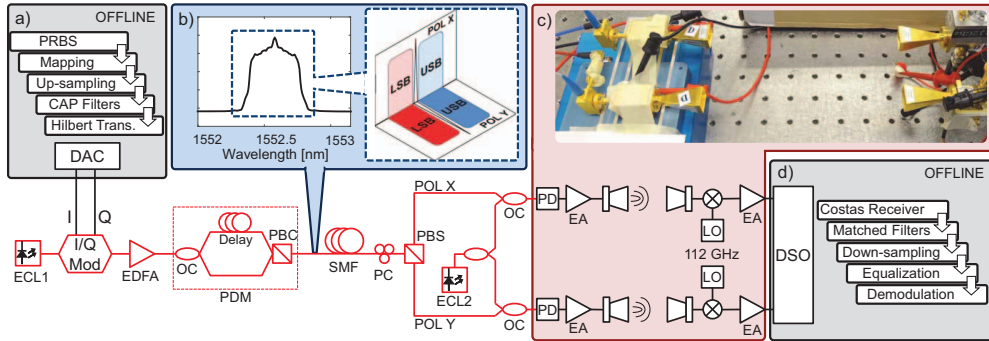 a)
OFFLINE
PRBS
Mapping
Up-sampling
CAP Filters
Hilbert Trans.
DAC
I
Q
I/Q
Mod
ECL1
EDFA
OC
Delay
PBC
PDM
b)
1552
1552.5
1553
Wavelength [nm]
POL X
LSB
USB
LSB
USB
POL Y
SMF
PC
PBS
POL X
POL Y
ECL2
OC
OC
c)
PD
EA
LO
112 GHz
LO
EA
PD
EA
EA
d)
OFFLINE
DSO
Costas Receiver
Matched Filters
Down-sampling
Equalization
Demodulation